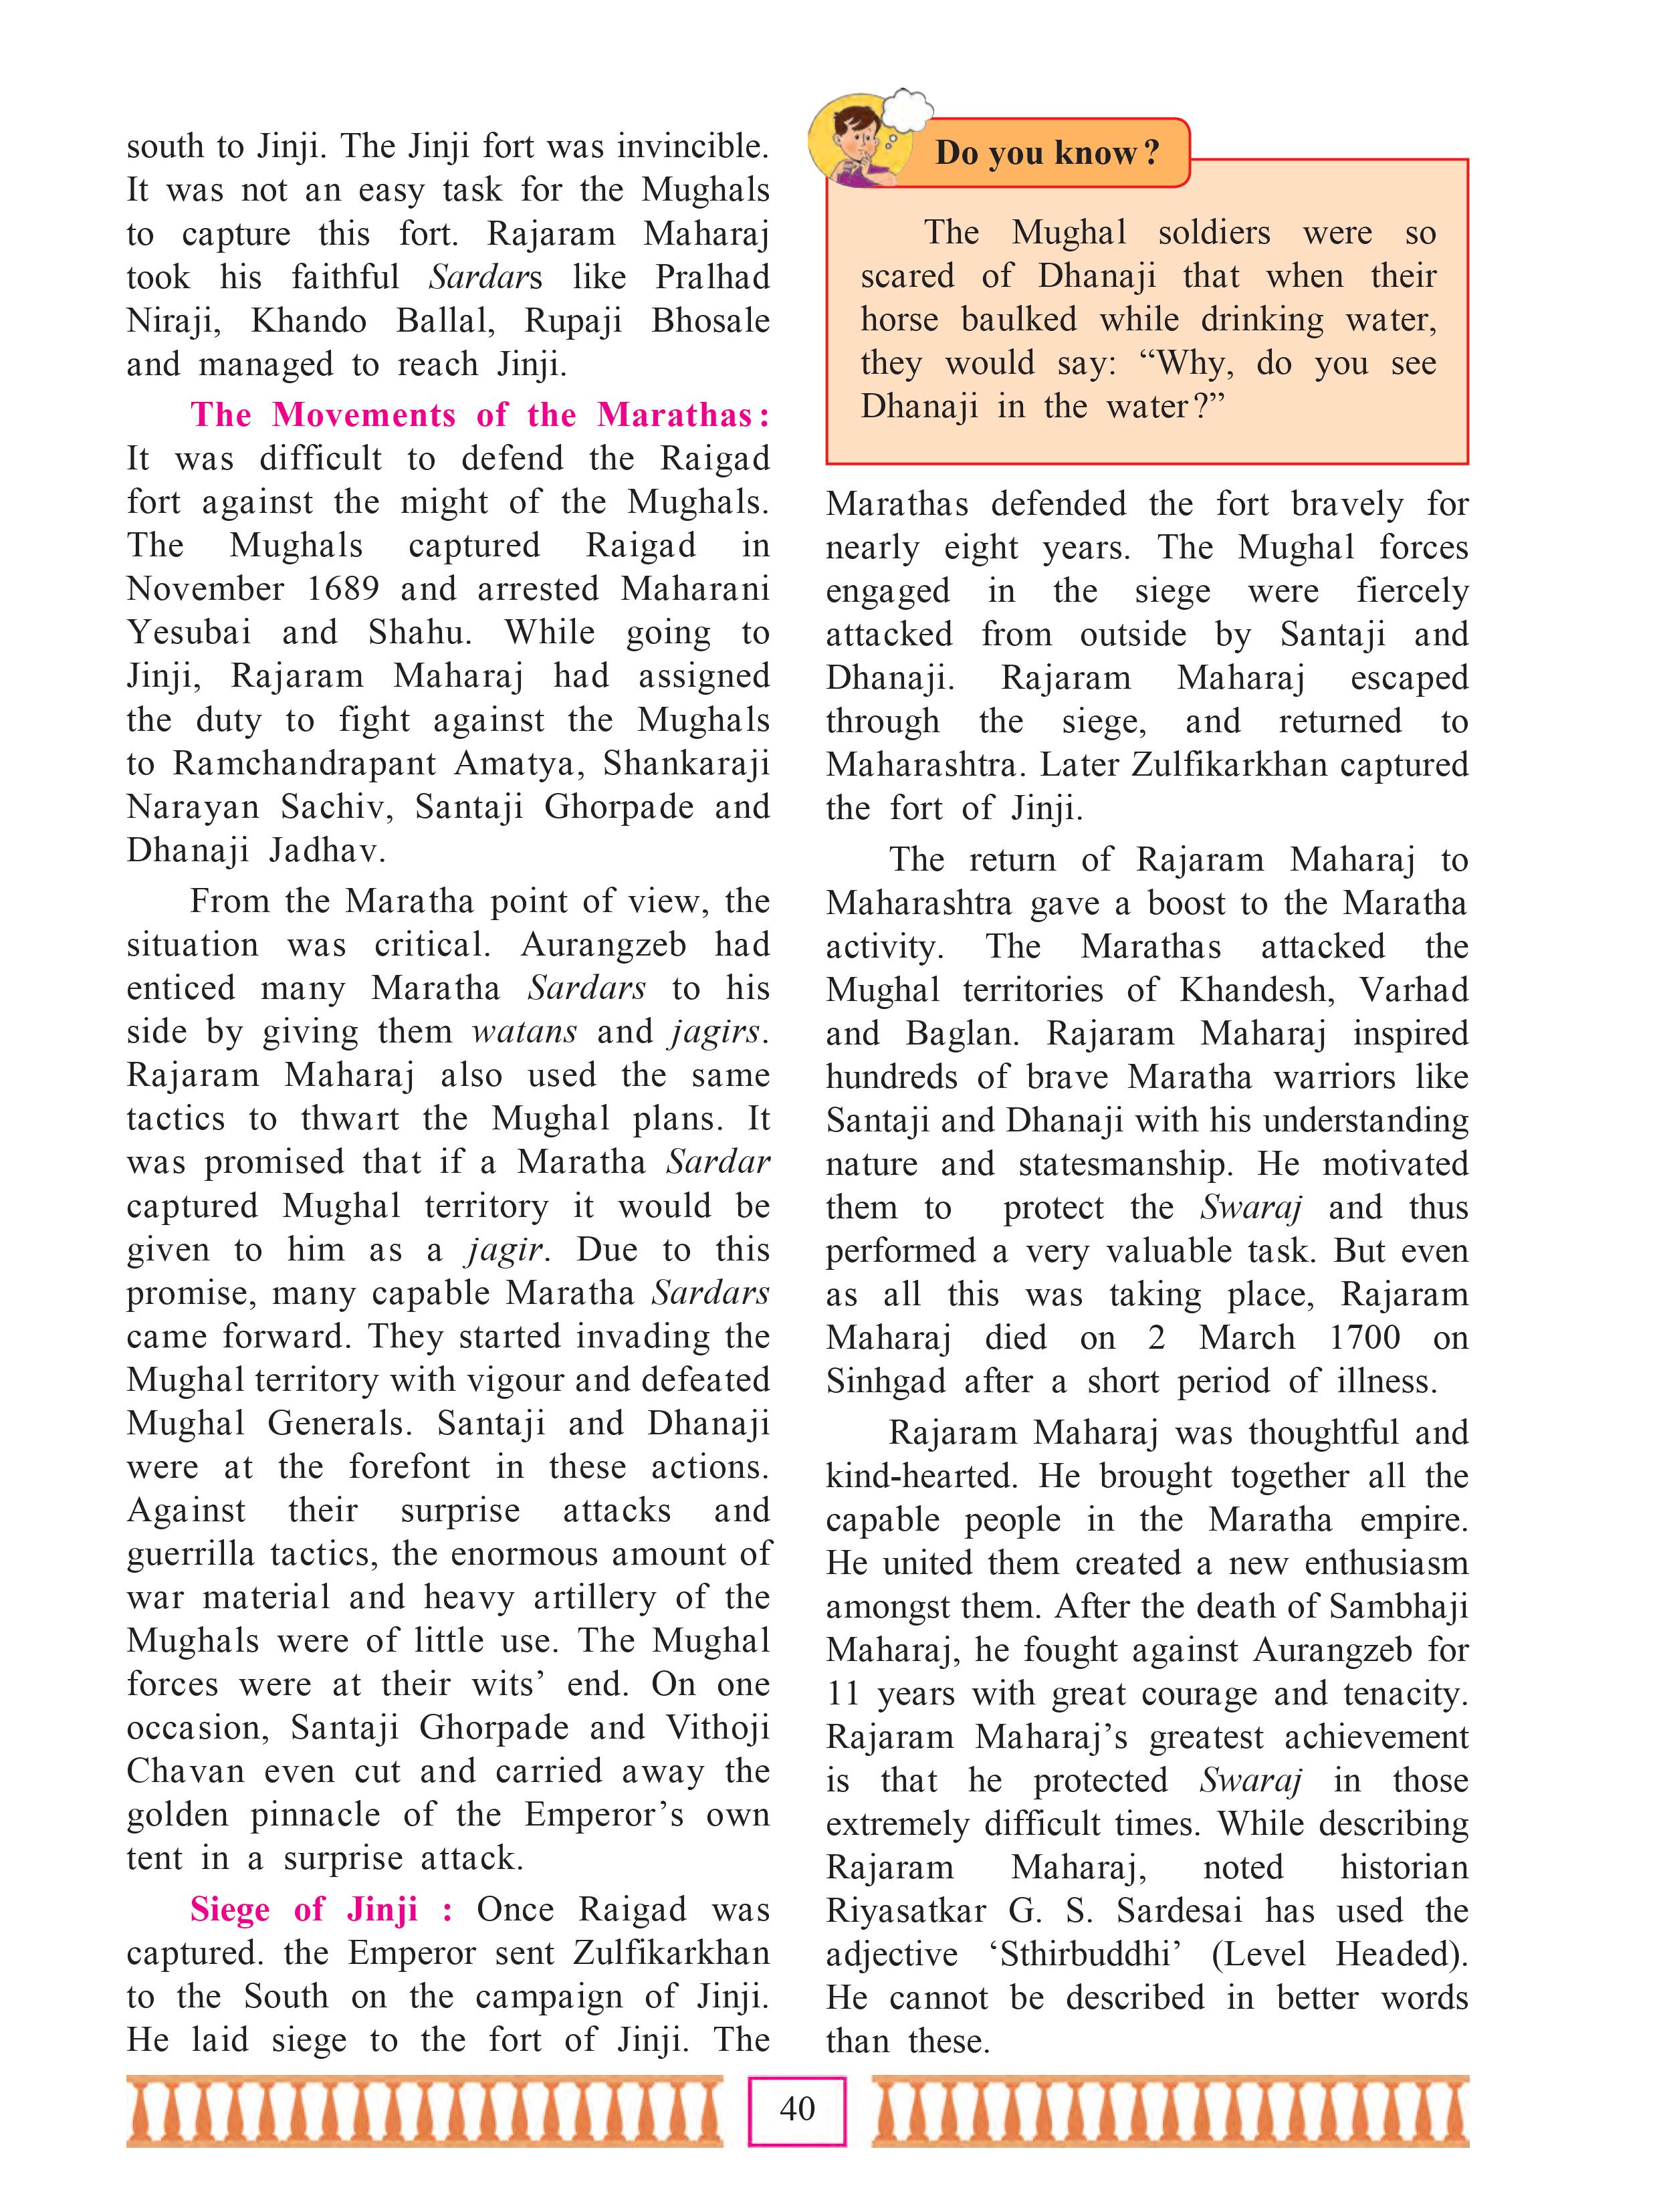 south to Jinji. The Jinji fort was invincible.
It was not an easy task for the Mughals
to capture this fort. Rajaram Maharaj
took his faithful Sardars like Pralhad
Niraji, Khando Ballal, Rupaji Bhosale
and managed to reach Jinji.
The Movements of the Marathas :
It was difficult to defend the Raigad
fort against the might of the Mughals.
The Mughals captured Raigad in
November 1689 and arrested Maharani
Yesubai and Shahu. While going to
Jinji, Rajaram Maharaj had assigned
the duty to fight against the Mughals
to Ramchandrapant Amatya, Shankaraji
Narayan Sachiv, Santaji Ghorpade and
Dhanaji Jadhav.
From the Maratha point of view, the
situation was critical. Aurangzeb had
enticed many Maratha Sardars to his
side by giving them watans and jagirs.
Rajaram Maharaj also used the same
tactics to thwart the Mughal plans. It
was promised that if a Maratha Sardar
captured Mughal territory it would be
given to him as a jagir. Due to this
promise, many capable Maratha Sardars
came forward. They started invading the
Mughal territory with vigour and defeated
Mughal Generals. Santaji and Dhanaji
were at the forefont in these actions.
Against their surprise attacks and
guerrilla tactics, the enormous amount of
war material and heavy artillery of the
Mughals were of little use. The Mughal
forces were at their wits’ end. On one
occasion, Santaji Ghorpade and Vithoji
Chavan even cut and carried away the
golden pinnacle of the Emperor’s own
tent in a surprise attack.
Siege of Jinji : Once Raigad was
captured. the Emperor sent Zulfikarkhan
to the South on the campaign of Jinji.
He laid siege to the fort of Jinji. The
Do you know ?
The Mughal soldiers were so
scared of Dhanaji that when their
horse baulked while drinking water,
they would say: “Why, do you see
Dhanaji in the water ?”
Marathas defended the fort bravely for
nearly eight years. The Mughal forces
engaged in the siege were fiercely
attacked from outside by Santaji and
Dhanaji. Rajaram Maharaj escaped
through the siege, and returned to
Maharashtra. Later Zulfikarkhan captured
the fort of Jinji.
The return of Rajaram Maharaj to
Maharashtra gave a boost to the Maratha
activity. The Marathas attacked the
Mughal territories of Khandesh, Varhad
and Baglan. Rajaram Maharaj inspired
hundreds of brave Maratha warriors like
Santaji and Dhanaji with his understanding
nature and statesmanship. He motivated
them to protect the Swaraj and thus
performed a very valuable task. But even
as all this was taking place, Rajaram
Maharaj died on 2 March 1700 on
Sinhgad after a short period of illness.
Rajaram Maharaj was thoughtful and
kind-hearted. He brought together all the
capable people in the Maratha empire.
He united them created a new enthusiasm
amongst them. After the death of Sambhaji
Maharaj, he fought against Aurangzeb for
11 years with great courage and tenacity.
Rajaram Maharaj’s greatest achievement
is that he protected Swaraj in those
extremely difficult times. While describing
Rajaram Maharaj, noted historian
Riyasatkar G. S. Sardesai has used the
adjective ‘Sthirbuddhi’ (Level Headed).
He cannot be described in better words
than these.
40